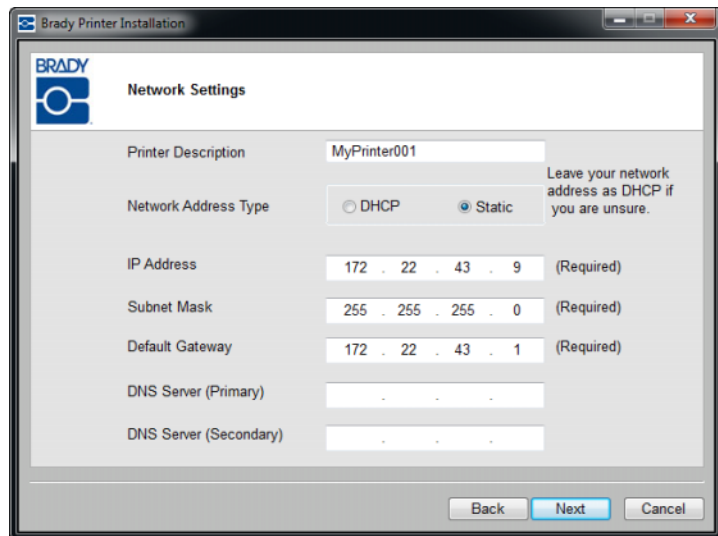 Brady Printer Installation
BRADY
Network Settings
Printer Description MyPrinter001
Leave your network
address as DHCP if
you are unsure.
Network Address Type DHCP Static
IP Address 172 . 22 . 43 . 9 (Required)
Subnet Mask 255 . 255 . 255 . 0 (Required)
Default Gateway 172 . 22 . 43 . 1 (Required)
DNS Server (Primary) . . .
DNS Server (Secondary) . . .
Back Next Cancel